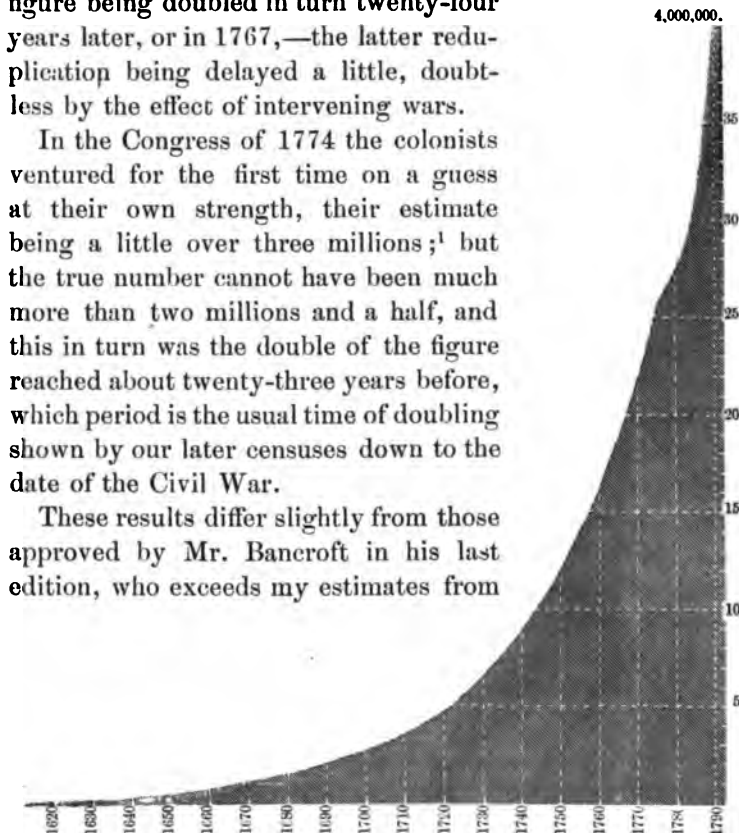 figure being doubled in turn twenty-four
years later, or in 1767,—the latter redu-
plication being delayed a little, doubt-
less by the effect of intervening wars.
In the Congress of 1774 the colonists
ventured for the first time on a guess
at their own strength, their estimate
being a little over three millions;¹ but
the true number cannot have been much
more than two millions and a half, and
this in turn was the double of the figure
reached about twenty-three years before,
which period is the usual time of doubling
shown by our later censuses down to the
date of the Civil War.
These results differ slightly from those
approved by Mr. Bancroft in his last
edition, who exceeds my estimates from
4,000,000.
35
30
25
20
15
10
5
1620 1630 1640 1650 1660 1670 1680 1690 1700 1710 1720 1730 1740 1750 1760 1770 1780 1790